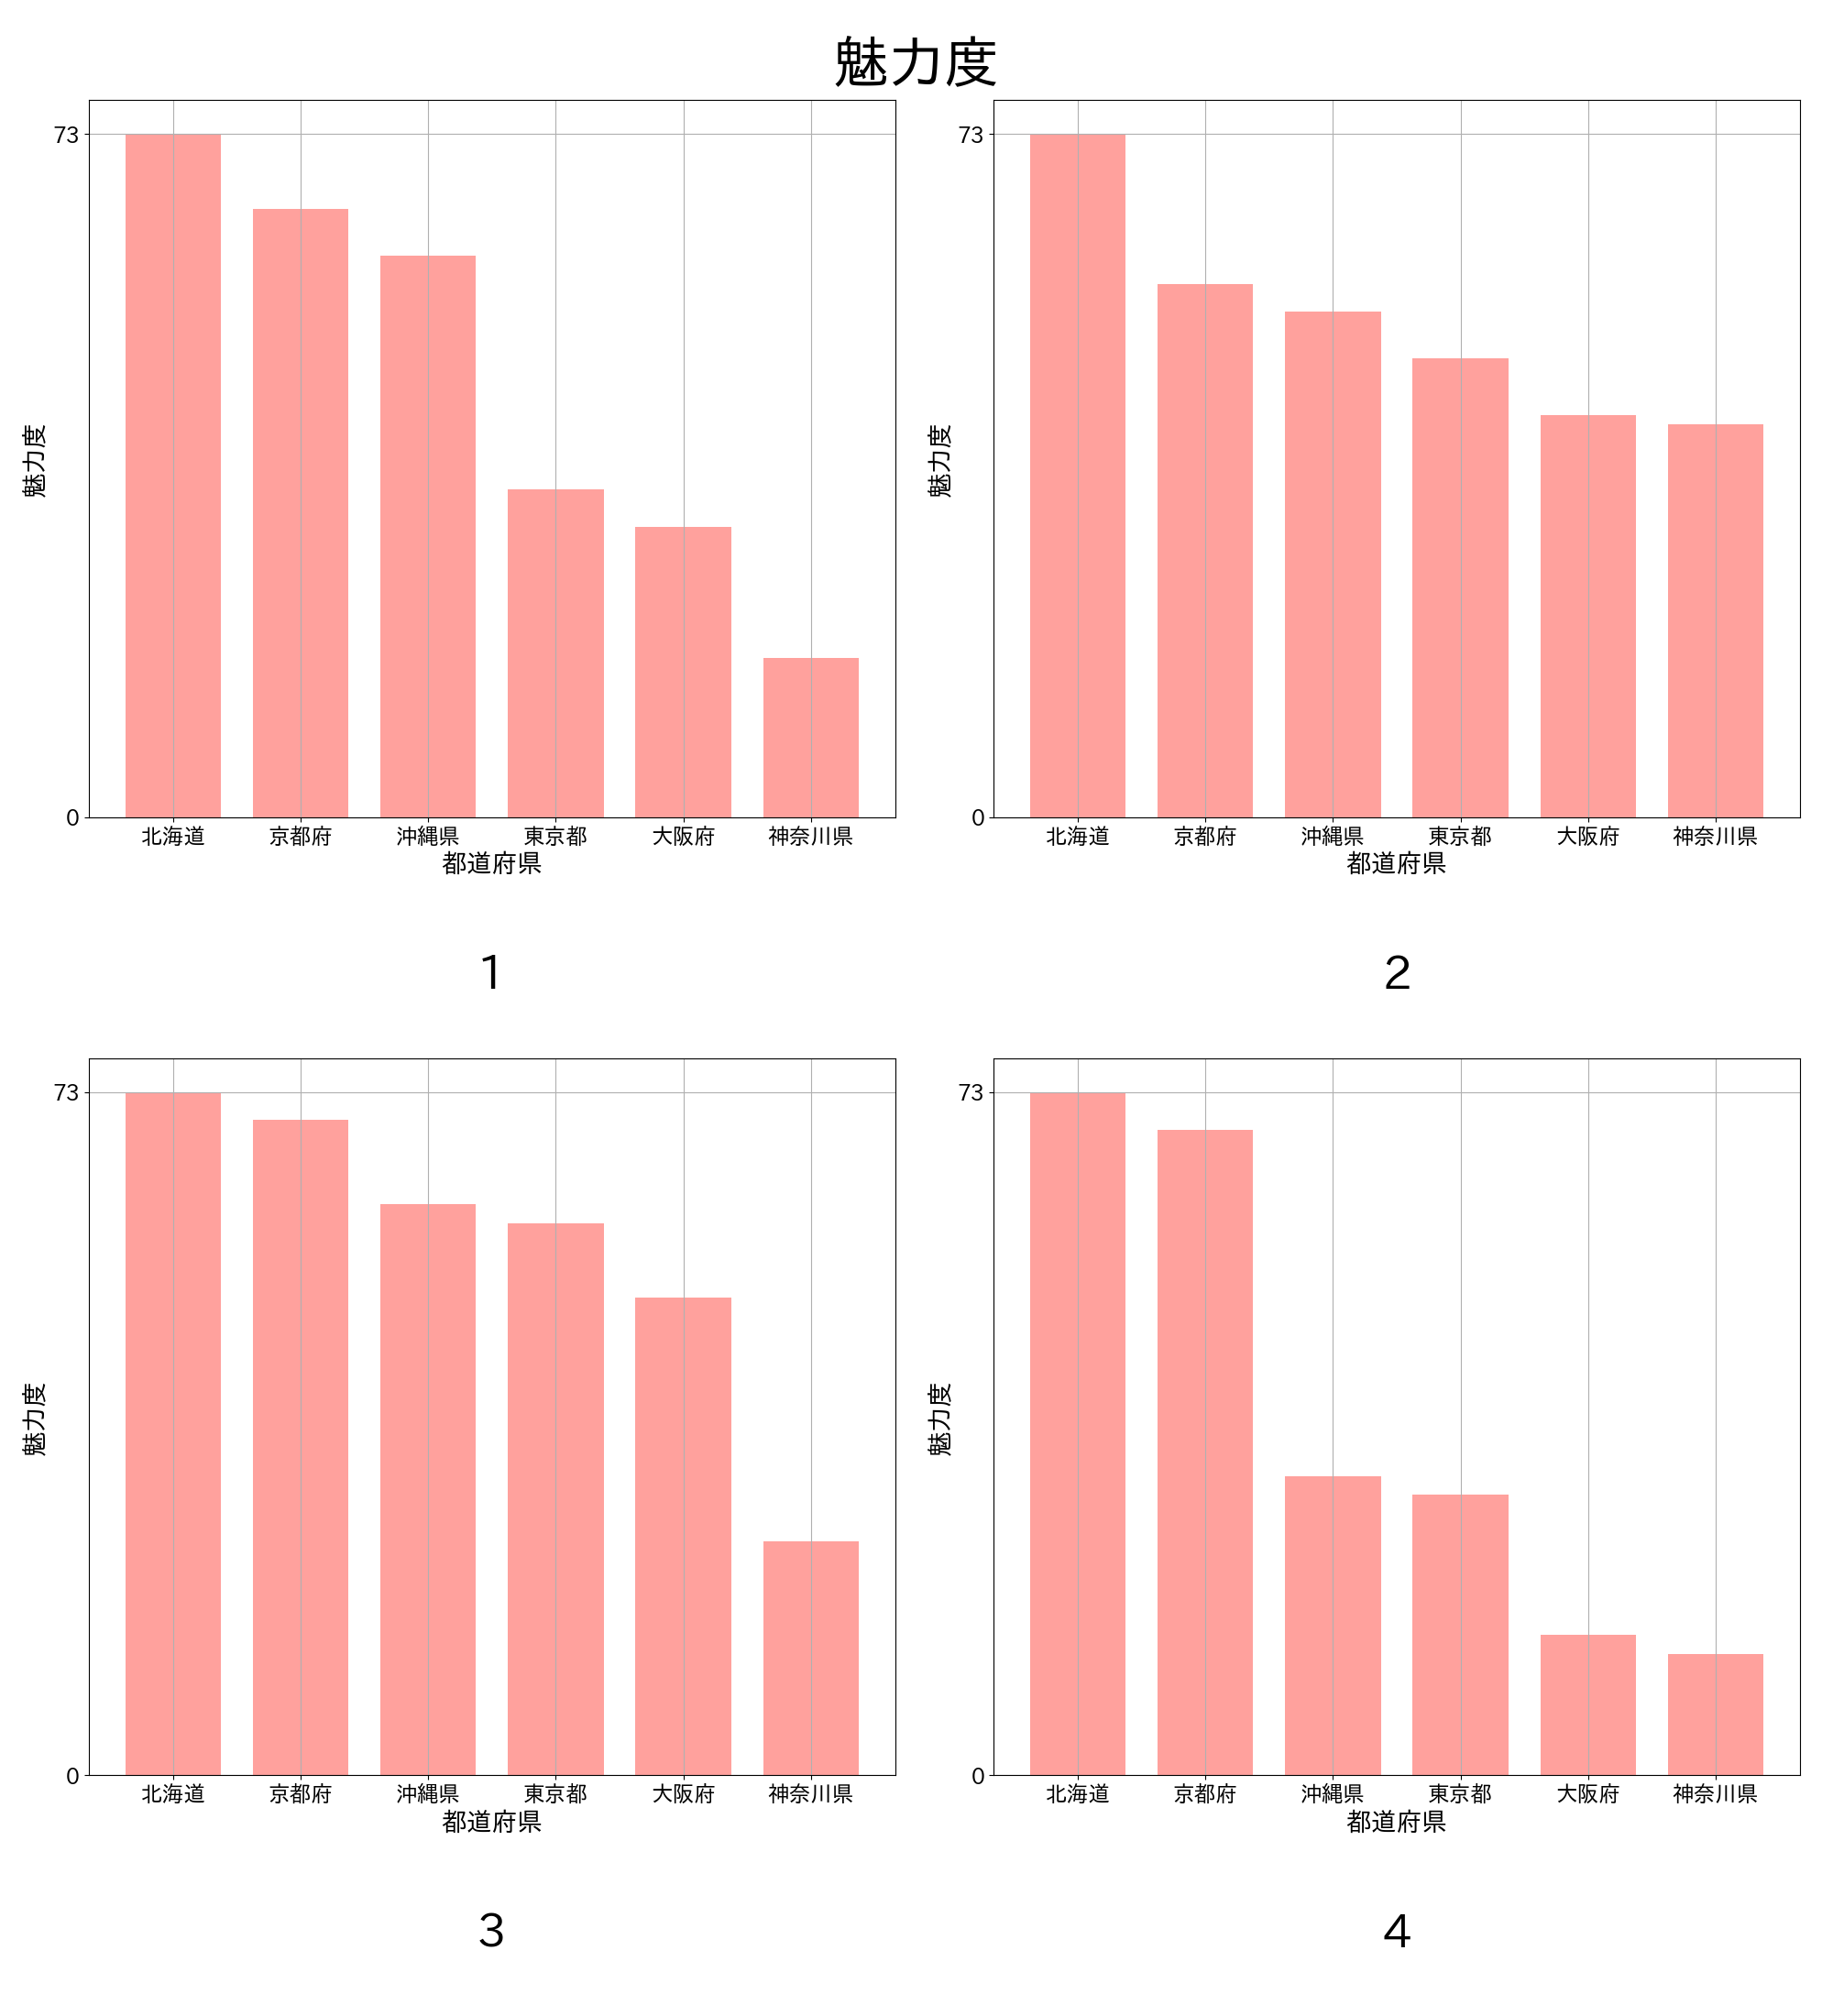 魅力度
73
0
魅力度
北海道 京都府 沖縄県 東京都 大阪府 神奈川県
都道府県
1
73
0
魅力度
北海道 京都府 沖縄県 東京都 大阪府 神奈川県
都道府県
2
73
0
魅力度
北海道 京都府 沖縄県 東京都 大阪府 神奈川県
都道府県
3
73
0
魅力度
北海道 京都府 沖縄県 東京都 大阪府 神奈川県
都道府県
4